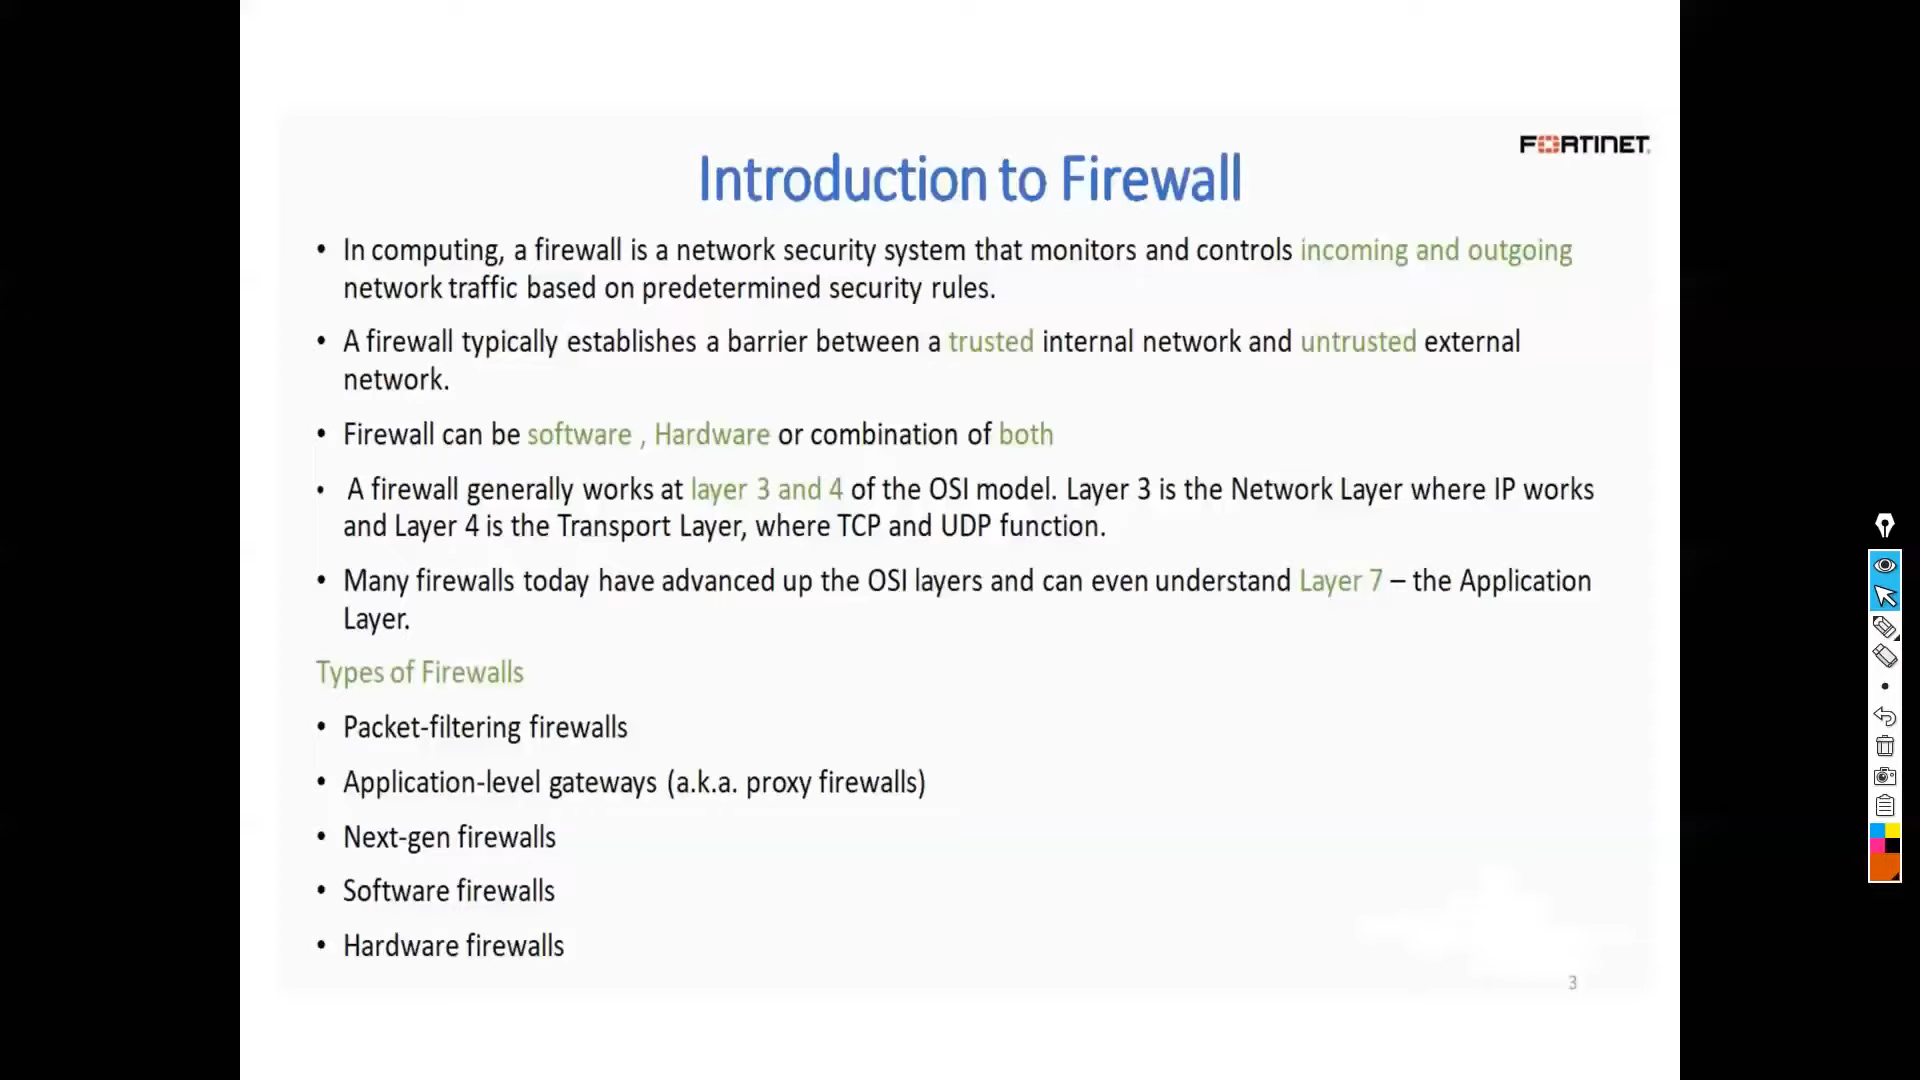 FORTINET
Introduction to Firewall
• In computing, a firewall is a network security system that monitors and controls incoming and outgoing
network traffic based on predetermined security rules.
• A firewall typically establishes a barrier between a trusted internal network and untrusted external
network.
• Firewall can be software , Hardware or combination of both
• A firewall generally works at layer 3 and 4 of the OSI model. Layer 3 is the Network Layer where IP works
and Layer 4 is the Transport Layer, where TCP and UDP function.
• Many firewalls today have advanced up the OSI layers and can even understand Layer 7 – the Application
Layer.
Types of Firewalls
• Packet-filtering firewalls
• Application-level gateways (a.k.a. proxy firewalls)
• Next-gen firewalls
• Software firewalls
• Hardware firewalls
3